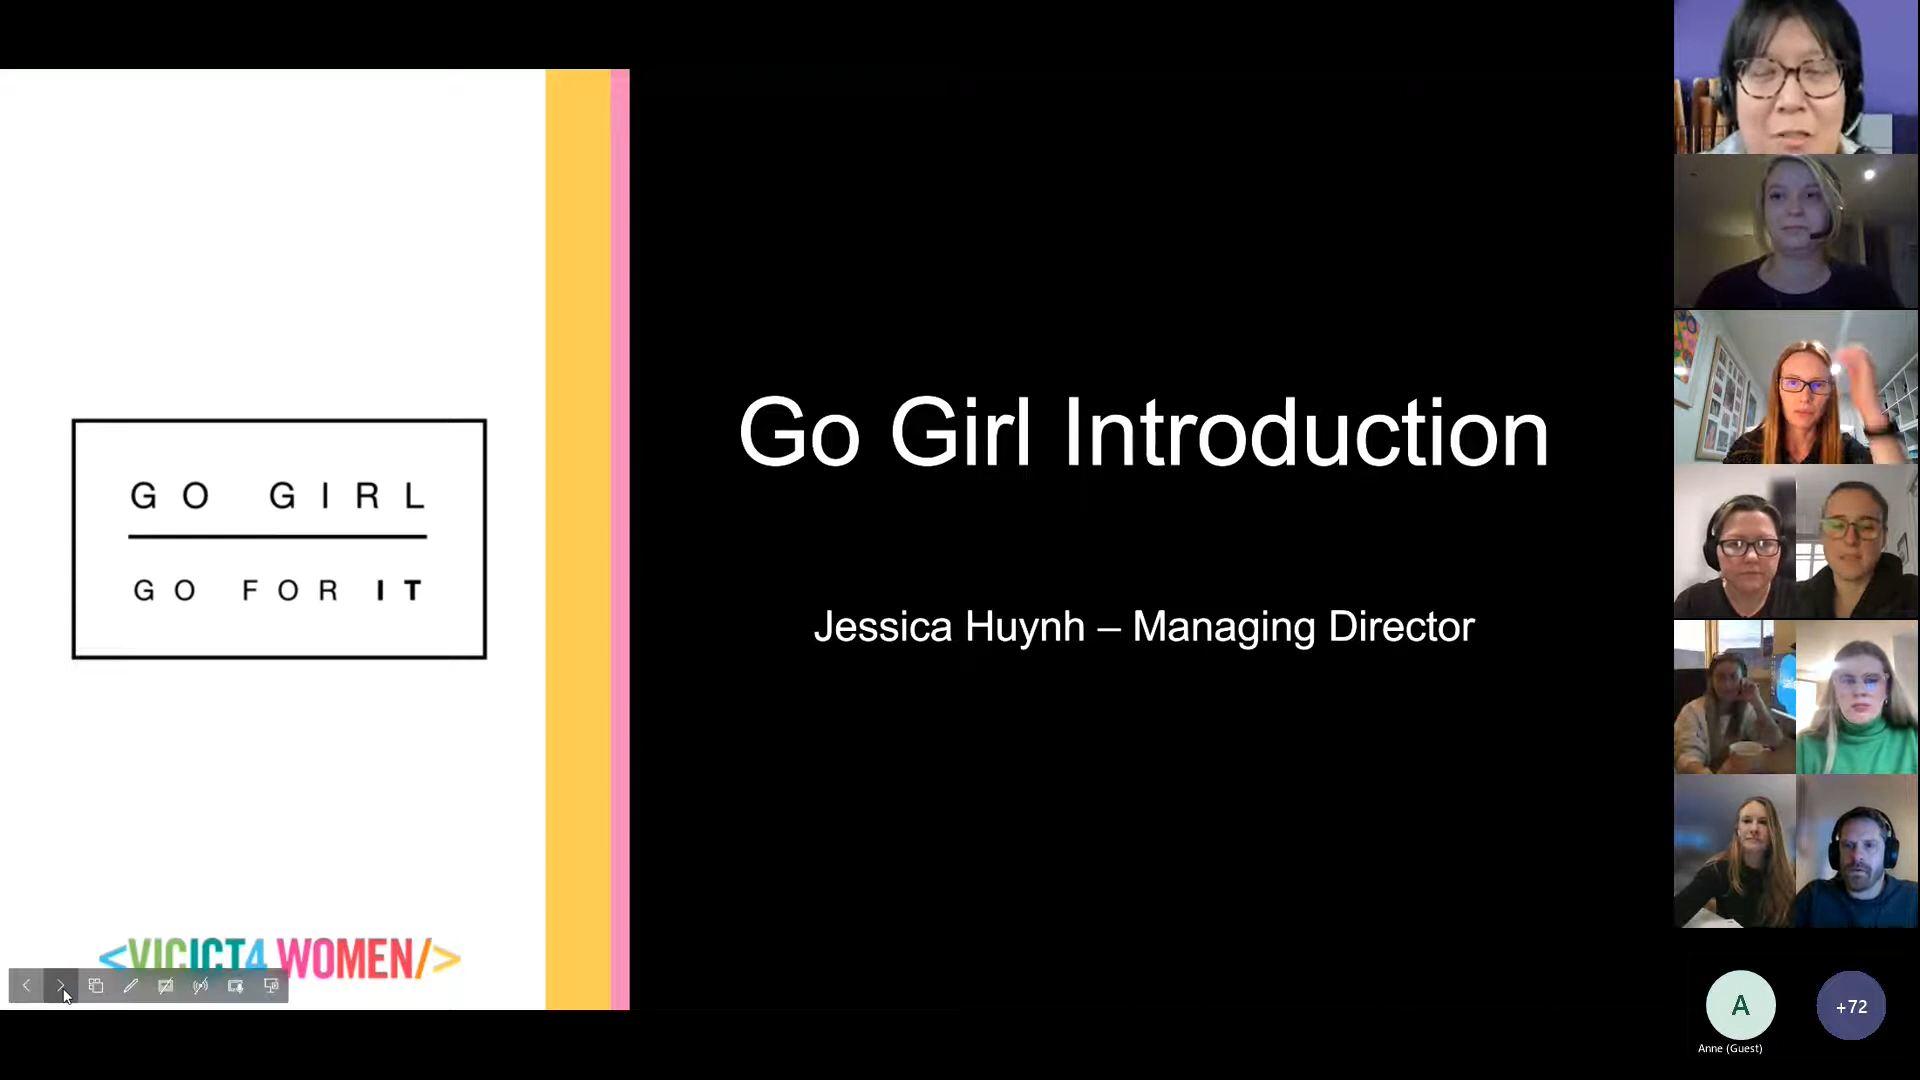 GO GIRL
GO FOR IT
<VICICT4WOMEN/>
Go Girl Introduction
Jessica Huynh – Managing Director
A
Anne (Guest)
+72